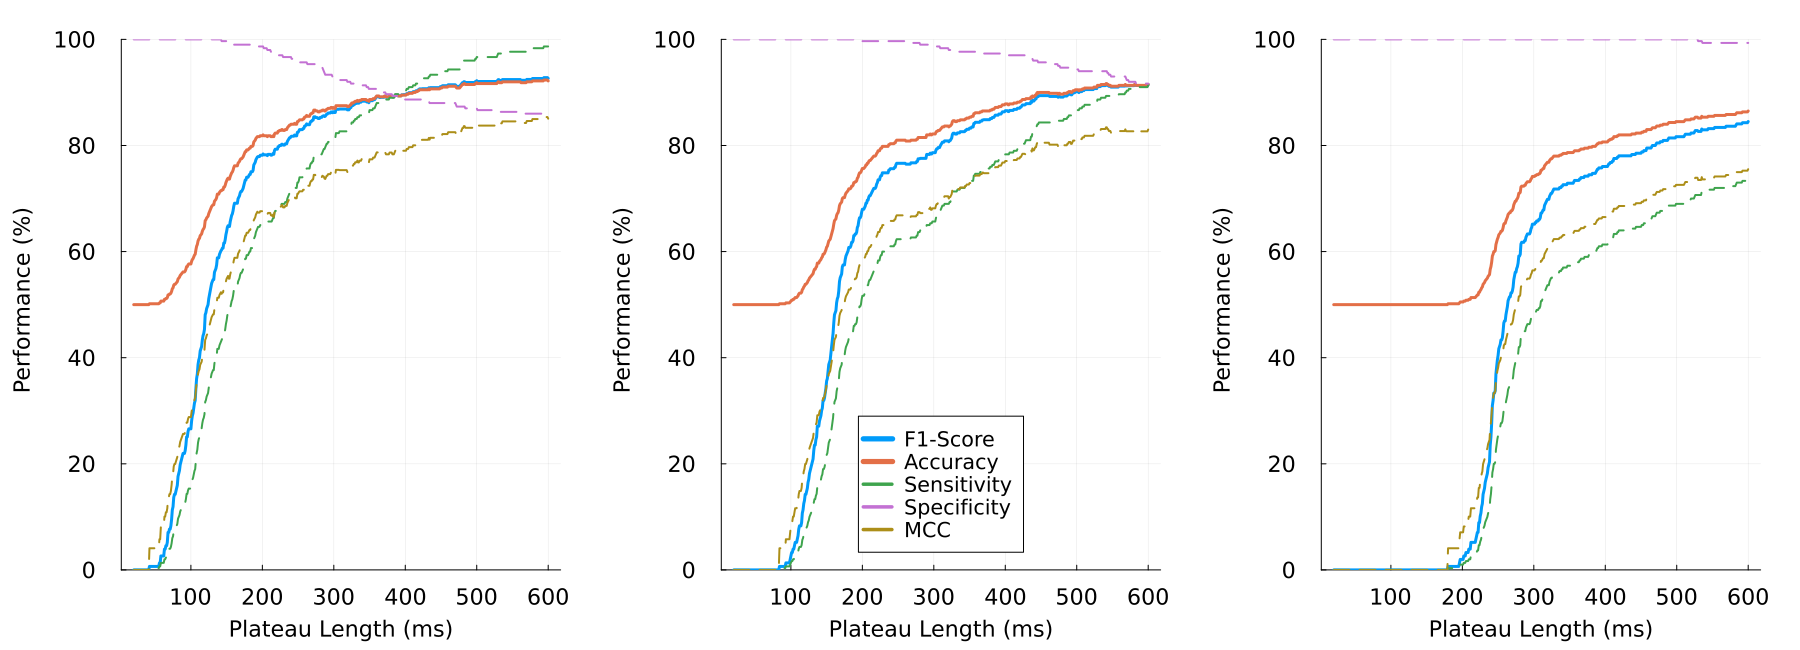 Performance (%)
100
80
60
40
20
0
100 200 300 400 500 600
Plateau Length (ms)
Performance (%)
100
80
60
40
20
0
F1-Score
Accuracy
Sensitivity
Specificity
MCC
100 200 300 400 500 600
Plateau Length (ms)
Performance (%)
100
80
60
40
20
0
100 200 300 400 500 600
Plateau Length (ms)